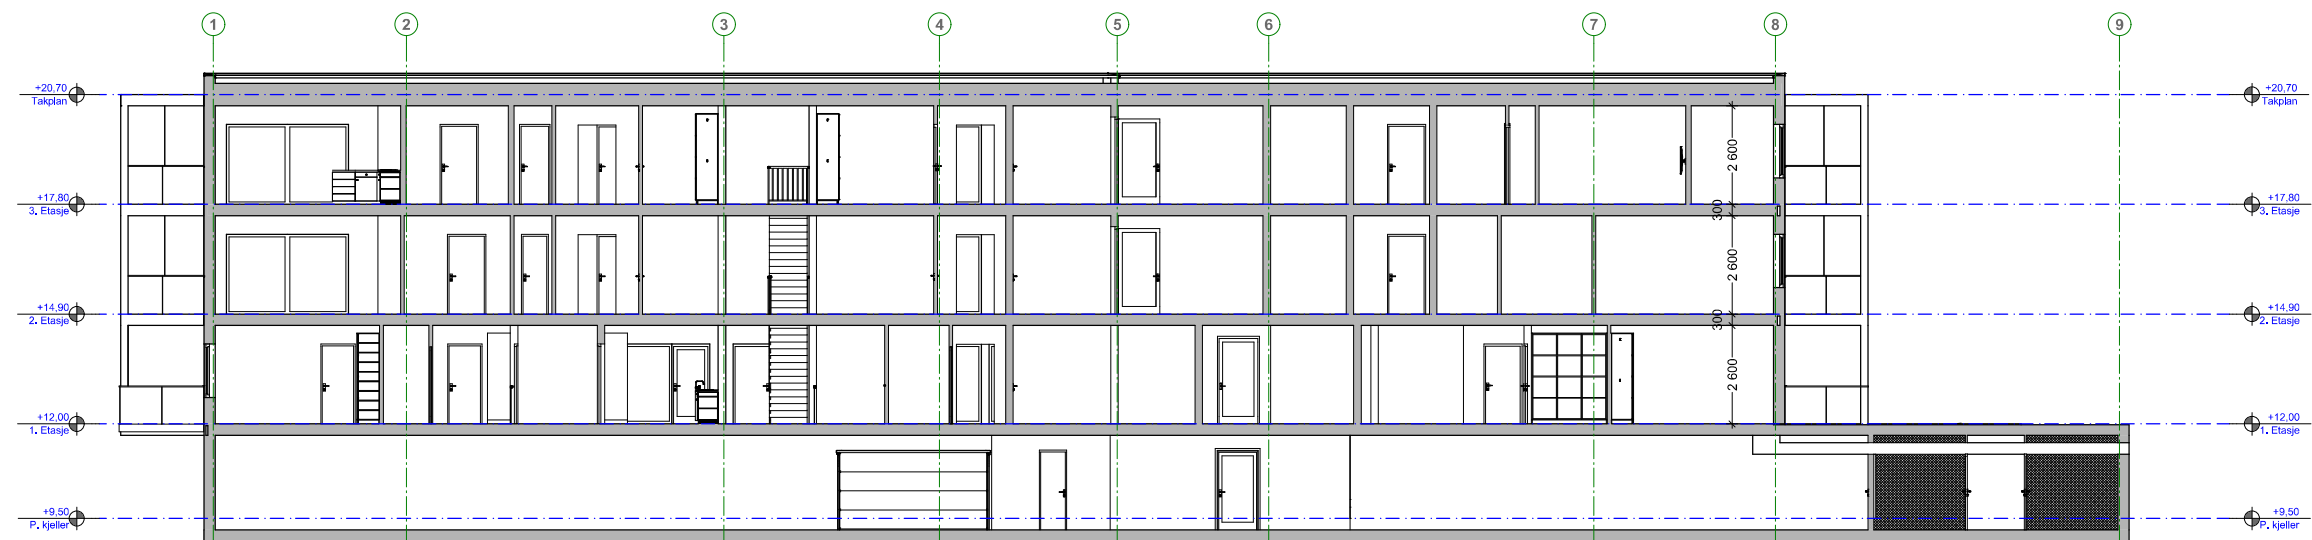 1 2 3 4 5 6 7 8 9
+20,70 +20,70
Takplan Takplan
2 600
+17,80 +17,80
3. Etasje 3. Etasje
300
2 600
+14,90 +14,90
2. Etasje 2. Etasje
300
2 600
+12,00 +12,00
1. Etasje 1. Etasje
+9,50 +9,50
P. kjeller P. kjeller